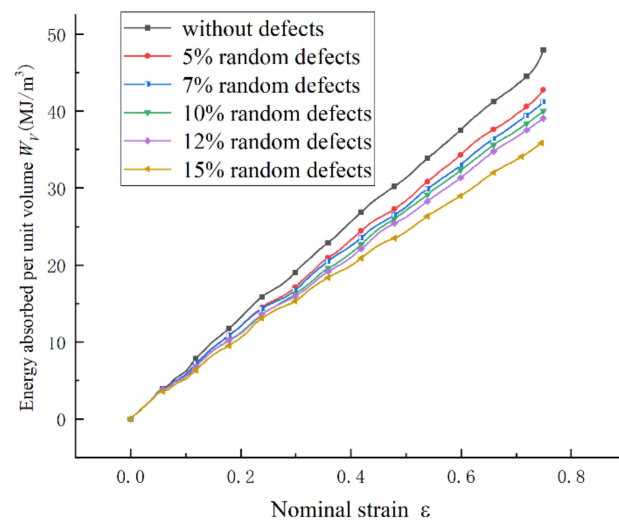 without defects
5% random defects
7% random defects
10% random defects
12% random defects
15% random defects
Energy absorbed per unit volume Wᵥ(MJ/m³)
50
40
30
20
10
0
0.0 0.2 0.4 0.6 0.8
Nominal strain ε